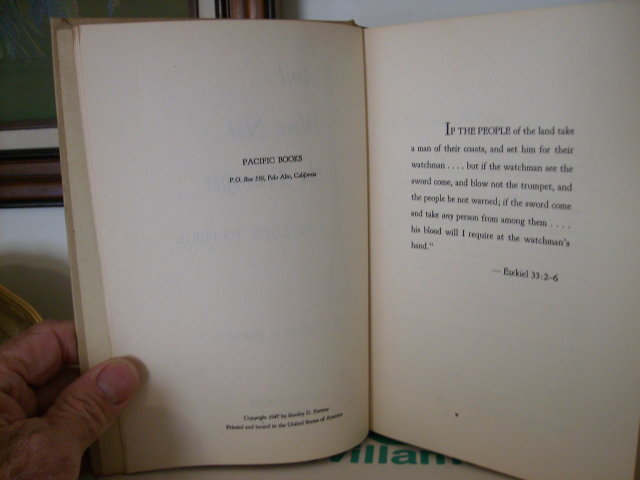 PACIFIC BOOKS
P.O. Box 558, Palo Alto, California
Copyright 1947 by Stanley D. Porteus
Printed and bound in the United States of America
IF THE PEOPLE of the land take
a man of their coasts, and set him for their
watchman . . . . but if the watchman see the
sword come, and blow not the trumpet, and
the people be not warned; if the sword come
and take any person from among them . . . .
his blood will I require at the watchman's
hand."
— Ezekiel 33:2–6
v